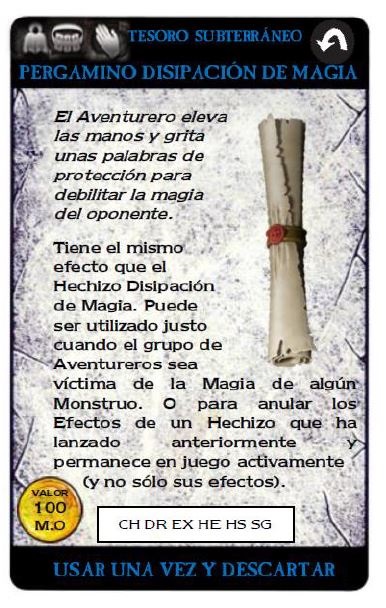 TESORO SUBTERRÁNEO
PERGAMINO DISIPACIÓN DE MAGIA
El Aventurero eleva
las manos y grita
unas palabras de
protección para
debilitar la magia
del oponente.
Tiene el mismo
efecto que el
Hechizo Disipación
de Magia. Puede
ser utilizado justo
cuando el grupo de
Aventureros sea
víctima de la Magia de algún
Monstruo. O para anular los
Efectos de un Hechizo que ha
lanzado anteriormente y
permanece en juego activamente
(y no sólo sus efectos).
VALOR
100
M.O
CH DR EX HE HS SG
USAR UNA VEZ Y DESCARTAR